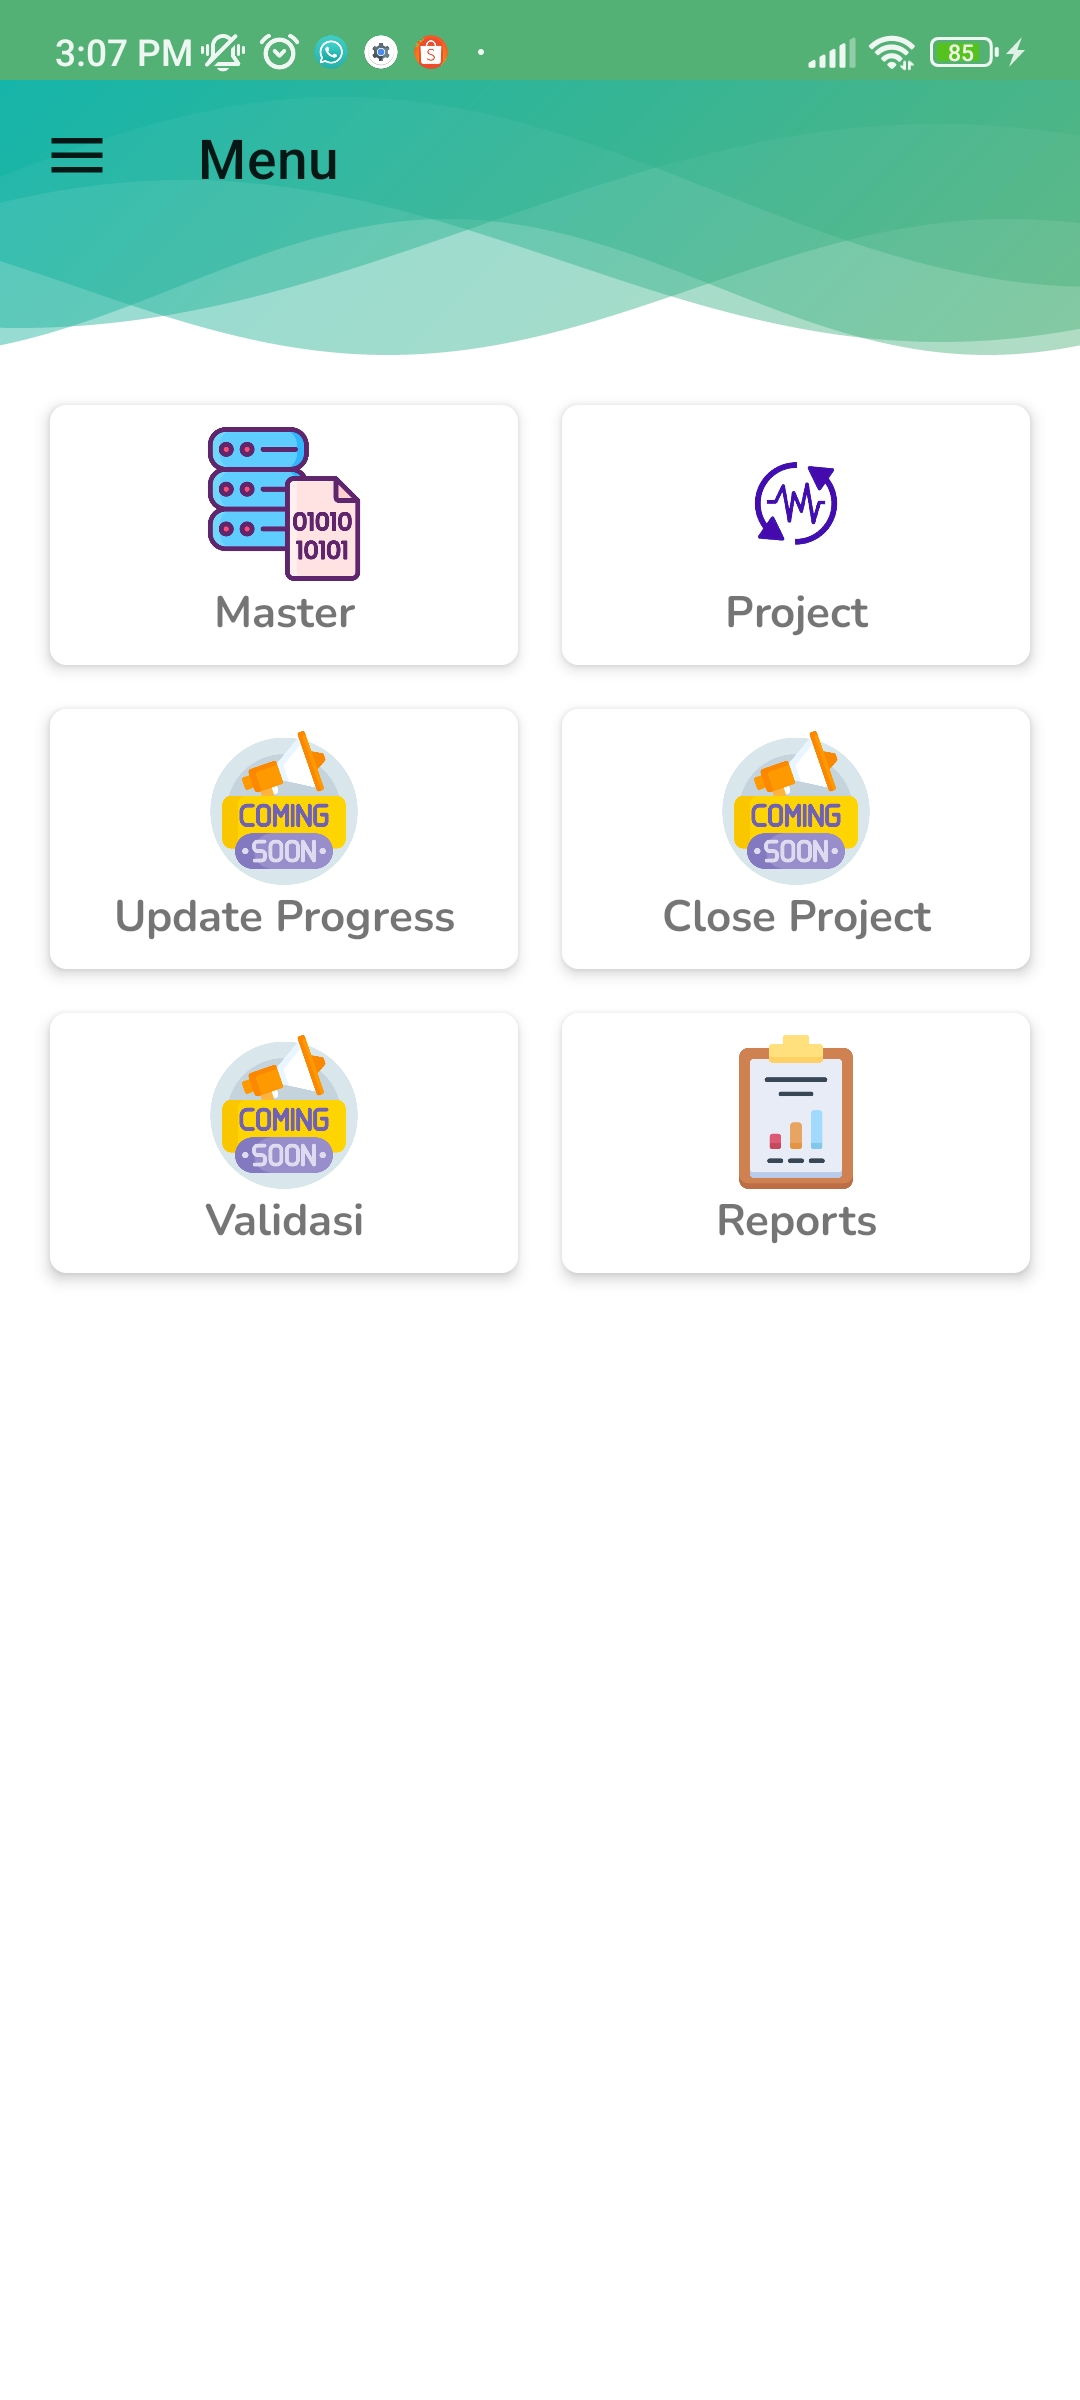 3:07 PM
85
Menu
01010
10101
Master
Project
COMING
SOON
Update Progress
COMING
SOON
Close Project
COMING
SOON
Validasi
Reports